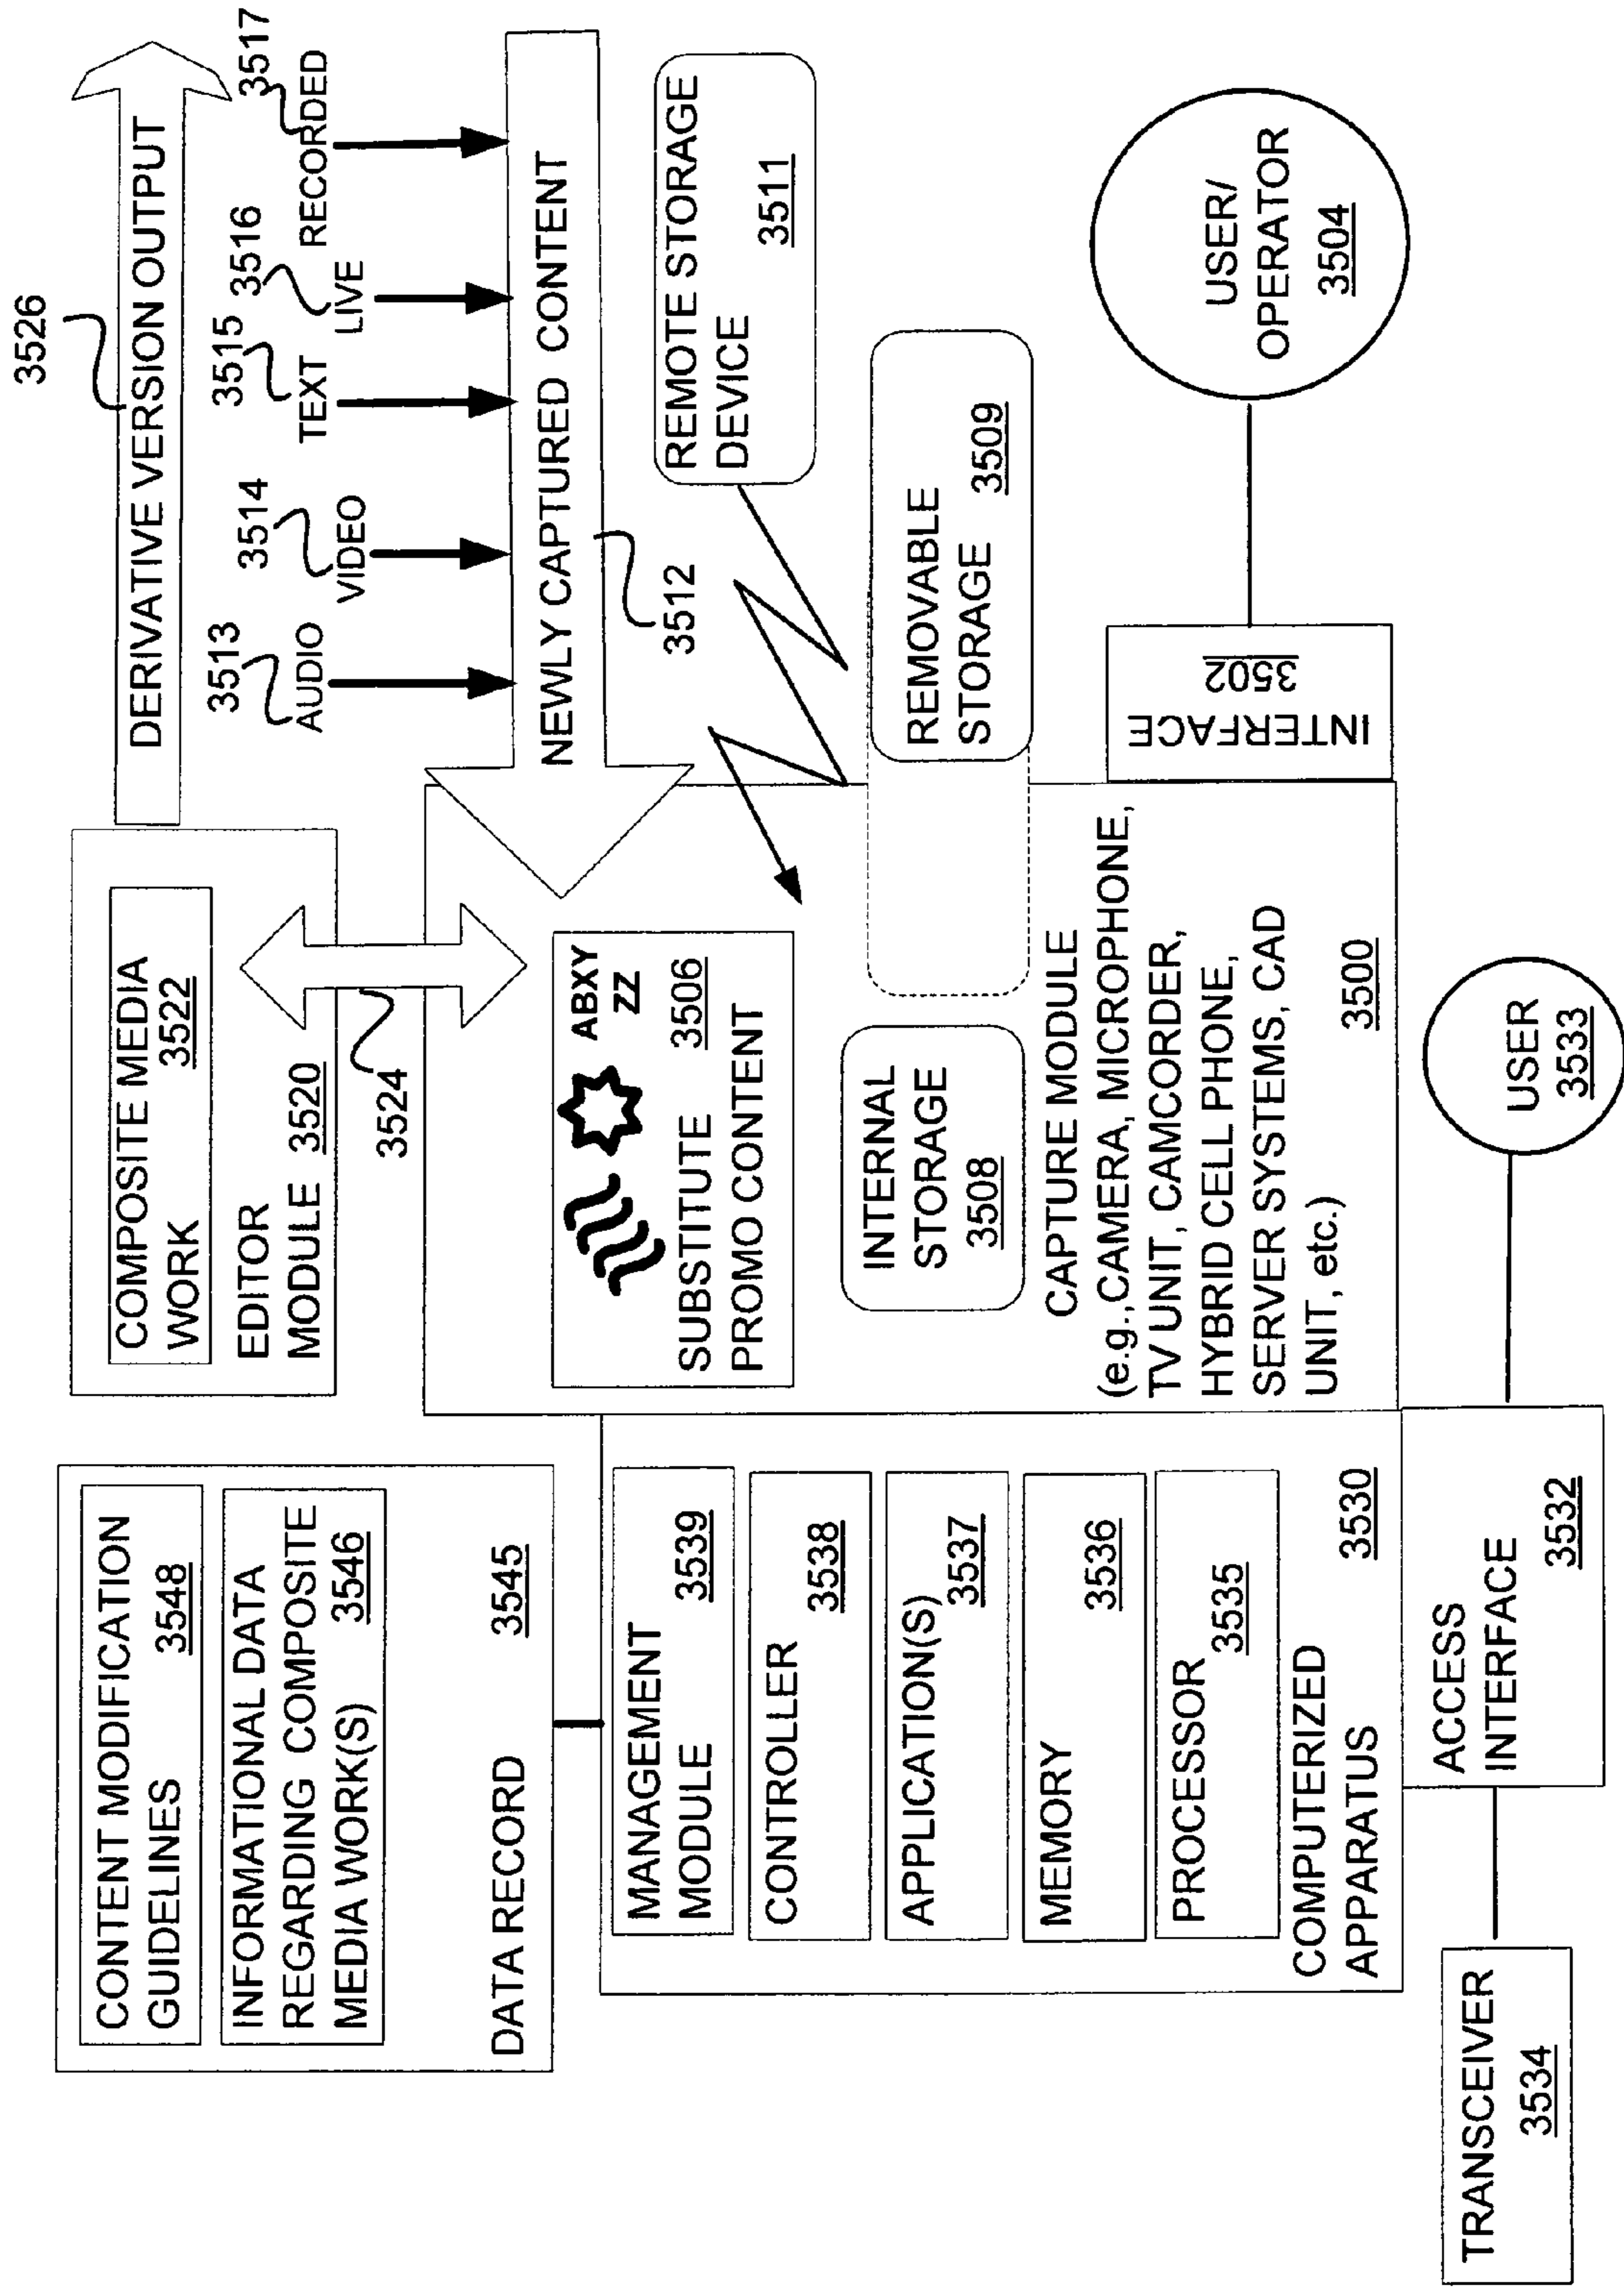 CONTENT MODIFICATION
GUIDELINES 3548
INFORMATIONAL DATA
REGARDING COMPOSITE
MEDIA WORK(S) 3546
DATA RECORD 3545
COMPOSITE MEDIA
WORK 3522
EDITOR
MODULE 3520
3524
3526
DERIVATIVE VERSION OUTPUT
3513
AUDIO
3514
VIDEO
3515
TEXT
3516
LIVE
3517
RECORDED
NEWLY CAPTURED CONTENT
3512
REMOTE STORAGE
DEVICE 3511
REMOVABLE
STORAGE 3509
ABXY
ZZ
SUBSTITUTE 3506
PROMO CONTENT
INTERNAL
STORAGE
3508
CAPTURE MODULE
(e.g.,CAMERA, MICROPHONE,
TV UNIT, CAMCORDER,
HYBRID CELL PHONE,
SERVER SYSTEMS, CAD
UNIT, etc.) 3500
INTERFACE
3502
USER/
OPERATOR
3504
MANAGEMENT
MODULE 3539
CONTROLLER
3538
APPLICATION(S)
3537
MEMORY
3536
PROCESSOR
3535
COMPUTERIZED
APPARATUS 3530
ACCESS
INTERFACE
3532
USER
3533
TRANSCEIVER
3534